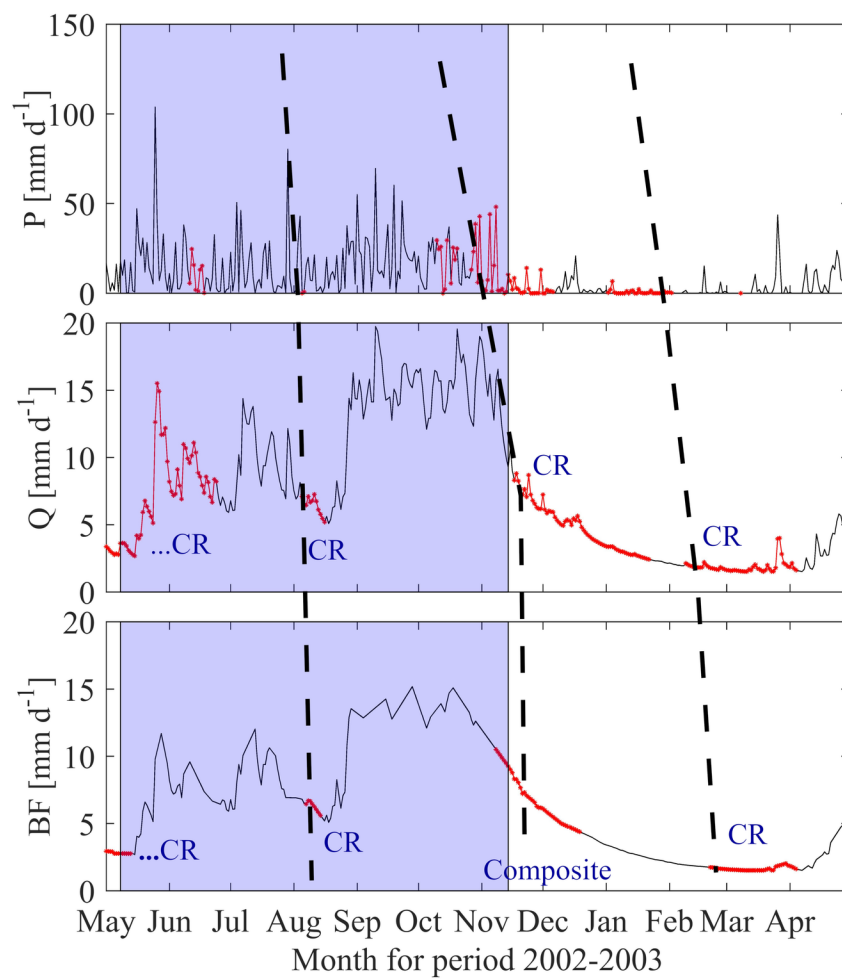 150
100
50
0
P [mm d⁻¹]
20
15
10
5
0
Q [mm d⁻¹]
...CR
CR
CR
CR
20
15
10
5
0
BF [mm d⁻¹]
...CR
CR
Composite
CR
May Jun Jul Aug Sep Oct Nov Dec Jan Feb Mar Apr
Month for period 2002-2003